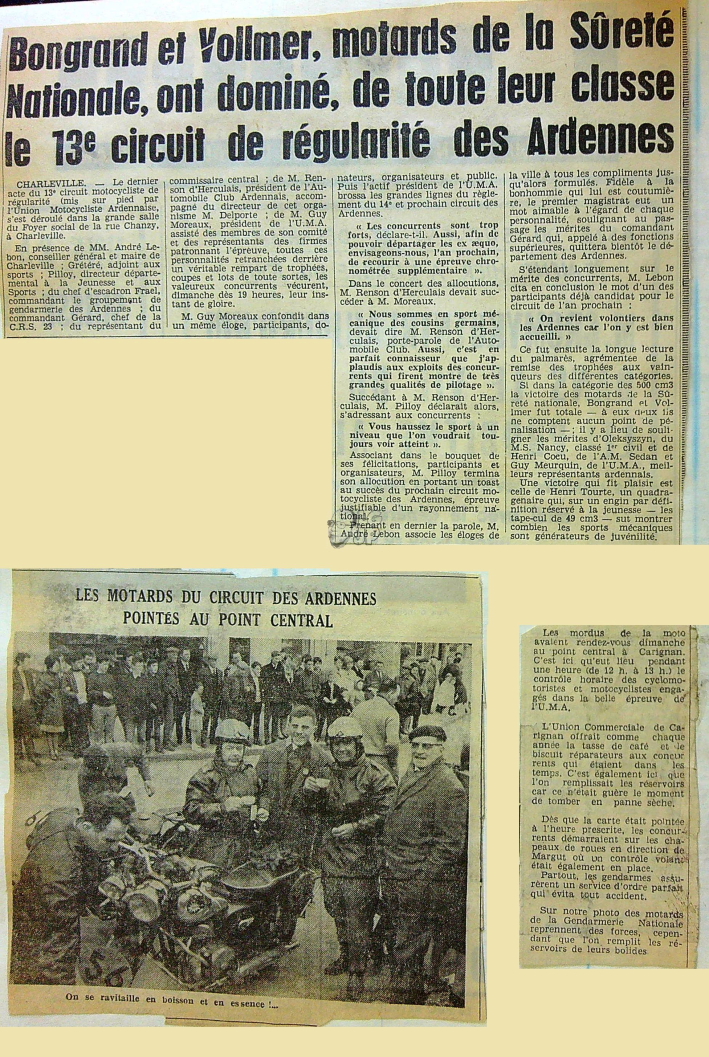 Bongrand et Vollmer, motards de la Sûreté
Nationale, ont dominé, de toute leur classe
le 13e circuit de régularité des Ardennes
CHARLEVILLE. — Le dernier
acte du 13e circuit motocycliste de
régularité (mis sur pied par
l'Union Motocycliste Ardennaise,
s'est déroulé dans la grande salle
du Foyer social de la rue Chanzy,
à Charleville.
En présence de MM. André Le-
bon, conseiller général et maire de
Charleville ; Grétéré, adjoint aux
sports ; Pilloy, directeur départe-
mental à la Jeunesse et aux
Sports ; du chef d'escadron Frael,
commandant le groupement de
gendarmerie des Ardennes ; du
commandant Gérard, chef de la
C.R.S. 23 ; du représentant du
commissaire central ; de M. Ren
son d'Herculais, président de l'Au-
tomobile Club Ardennais, accom-
pagné du directeur de cet orga-
nisme M. Delporte ; de M. Guy
Moreaux, président de l'U.M.A.
assisté des membres de son comité
et des représentants des firmes
patronnant l'épreuve, toutes ces
personnalités retranchées derrière
un véritable rempart de trophées,
coupes et lots de toute sortes, les
valeureux concurrents vécurent,
dimanche dès 19 heures, leur ins-
tant de gloire.
M. Guy Moreaux confondit dans
un même éloge, participants, do-
nateurs, organisateurs et public.
Puis l'actif président de l'U.M.A.
brossa les grandes lignes du règle-
ment du 14e et prochain circuit des
Ardennes.
« Les concurrents sont trop
forts, déclare-t-il. Aussi, afin de
pouvoir départager les ex æquo,
envisageons-nous, l'an prochain,
de recourir à une épreuve chro-
nométrée supplémentaire ».
Dans le concert des allocutions,
M. Renson d'Herculais devait suc-
céder à M. Moreaux.
« Nous sommes en sport mé-
canique des cousins germains,
devait dire M. Renson d'Her-
culais, porte-parole de l'Auto-
mobile Club. Aussi, c'est en
parfait connaisseur que j'ap-
plaudis aux exploits des concur-
rents qui firent montre de très
grandes qualités de pilotage ».
Succédant à M. Renson d'Her-
culais, M. Pilloy déclarait alors,
s'adressant aux concurrents :
« Vous haussez le sport à un
niveau que l'on voudrait tou-
jours voir atteint ».
Associant dans le bouquet de
ses félicitations, participants et
organisateurs, M. Pilloy termina
son allocution en portant un toast
au succès du prochain circuit mo-
tocycliste des Ardennes, épreuve
justifiable d'un rayonnement na-
tional.
Prenant en dernier la parole, M.
André Lebon associe les éloges de
la ville à tous les compliments jus-
qu'alors formulés. Fidèle à la
bonhommie qui lui est coutumiè-
re, le premier magistrat eut un
mot aimable à l'égard de chaque
personnalité, soulignant au pas-
sage les mérites du commandant
Gérard qui, appelé à des fonctions
supérieures, quittera bientôt le dé-
partement des Ardennes.
S'étendant longuement sur le
mérite des concurrents, M. Lebon
cita en conclusion le mot d'un des
participants déjà candidat pour le
circuit de l'an prochain :
« On revient volontiers dans
les Ardennes car l'on y est bien
accueilli. »
Ce fut ensuite la longue lecture
du palmarès, agrémentée de la
remise des trophées aux vain-
queurs des différentes catégories.
Si dans la catégorie des 500 cm3
la victoire des motards de la Sû-
reté nationale, Bongrand et Vol-
lmer fut totale — à eux deux ils
ne comptent aucun point de pé-
nalisation — ; il y a lieu de souli-
gner les mérites d'Oleksyszyn, du
M.S. Nancy, classé 1er civil et de
Henri Coeu, de l'A.M. Sedan et
Guy Meurquin, de l'U.M.A., meil-
leurs représentants ardennais.
Une victoire qui fit plaisir est
celle de Henri Tourte, un quadra-
génaire qui, sur un engin par défi-
nition réservé à la jeunesse — les
tape-cul de 49 cm3 — sut montrer
combien les sports mécaniques
sont générateurs de juvénilité.
LES MOTARDS DU CIRCUIT DES ARDENNES
POINTÉS AU POINT CENTRAL
56
On se ravitaille en boisson et en essence !...
Les mordus de la moto
avaient rendez-vous dimanche
au point central à Carignan.
C'est ici qu'eut lieu pendant
une heure (de 12 h. à 13 h.) le
contrôle horaire des cyclomo-
toristes et motocyclistes enga-
gés dans la belle épreuve de
l'U.M.A.
L'Union Commerciale de Ca-
rignan offrait comme chaque
année la tasse de café et le
biscuit réparateurs aux concur
rents qui étaient dans les
temps. C'est également ici que
l'on remplissait les réservoirs
car ce n'était guère le moment
de tomber en panne sèche.
Dès que la carte était pointée
à l'heure prescrite, les concur-
rents démarraient sur les cha-
peaux de roues en direction de
Margut où un contrôle volant
était également en place.
Partout, les gendarmes assu-
rèrent un service d'ordre parfait
qui évita tout accident.
Sur notre photo des motards
de la Gendarmerie Nationale
reprennent des forces, cepen-
dant que l'on remplit les ré-
servoirs de leurs bolides